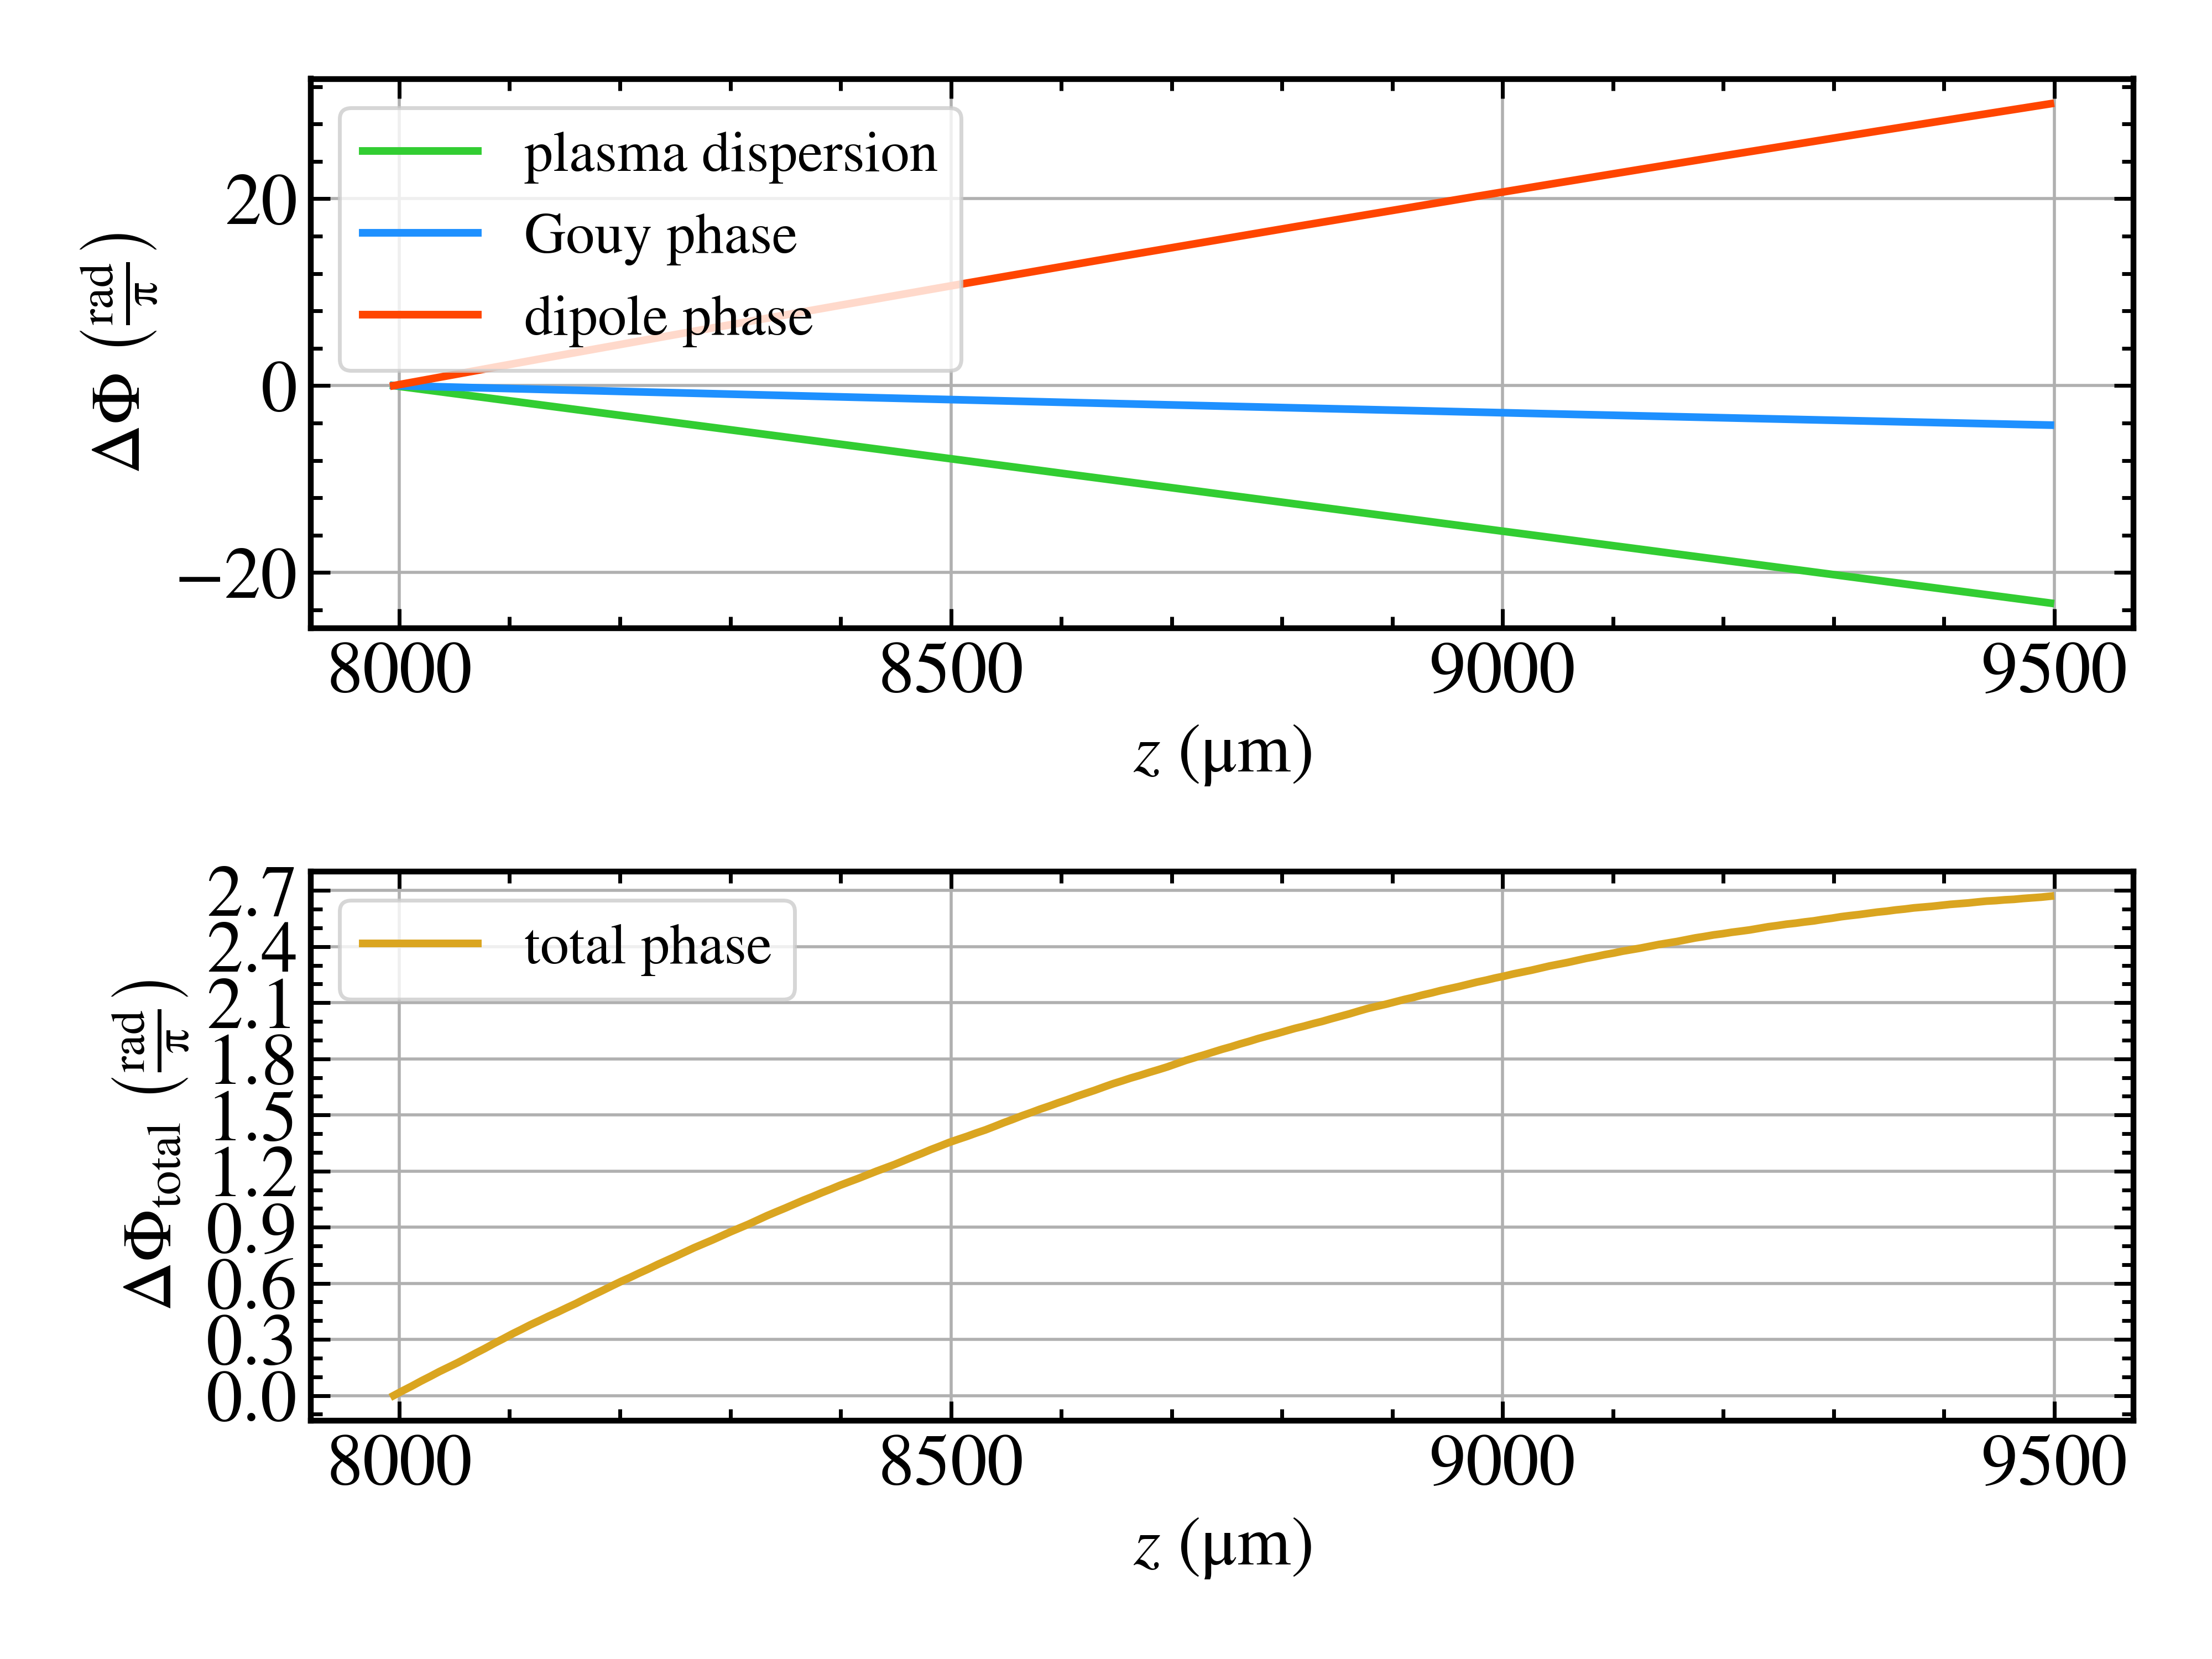 plasma dispersion
Gouy phase
dipole phase
20
0
−20
ΔΦ (rad/π)
8000 8500 9000 9500
z (μm)
total phase
2.7
2.4
2.1
1.8
1.5
1.2
0.9
0.6
0.3
0.0
ΔΦtotal (rad/π)
8000 8500 9000 9500
z (μm)